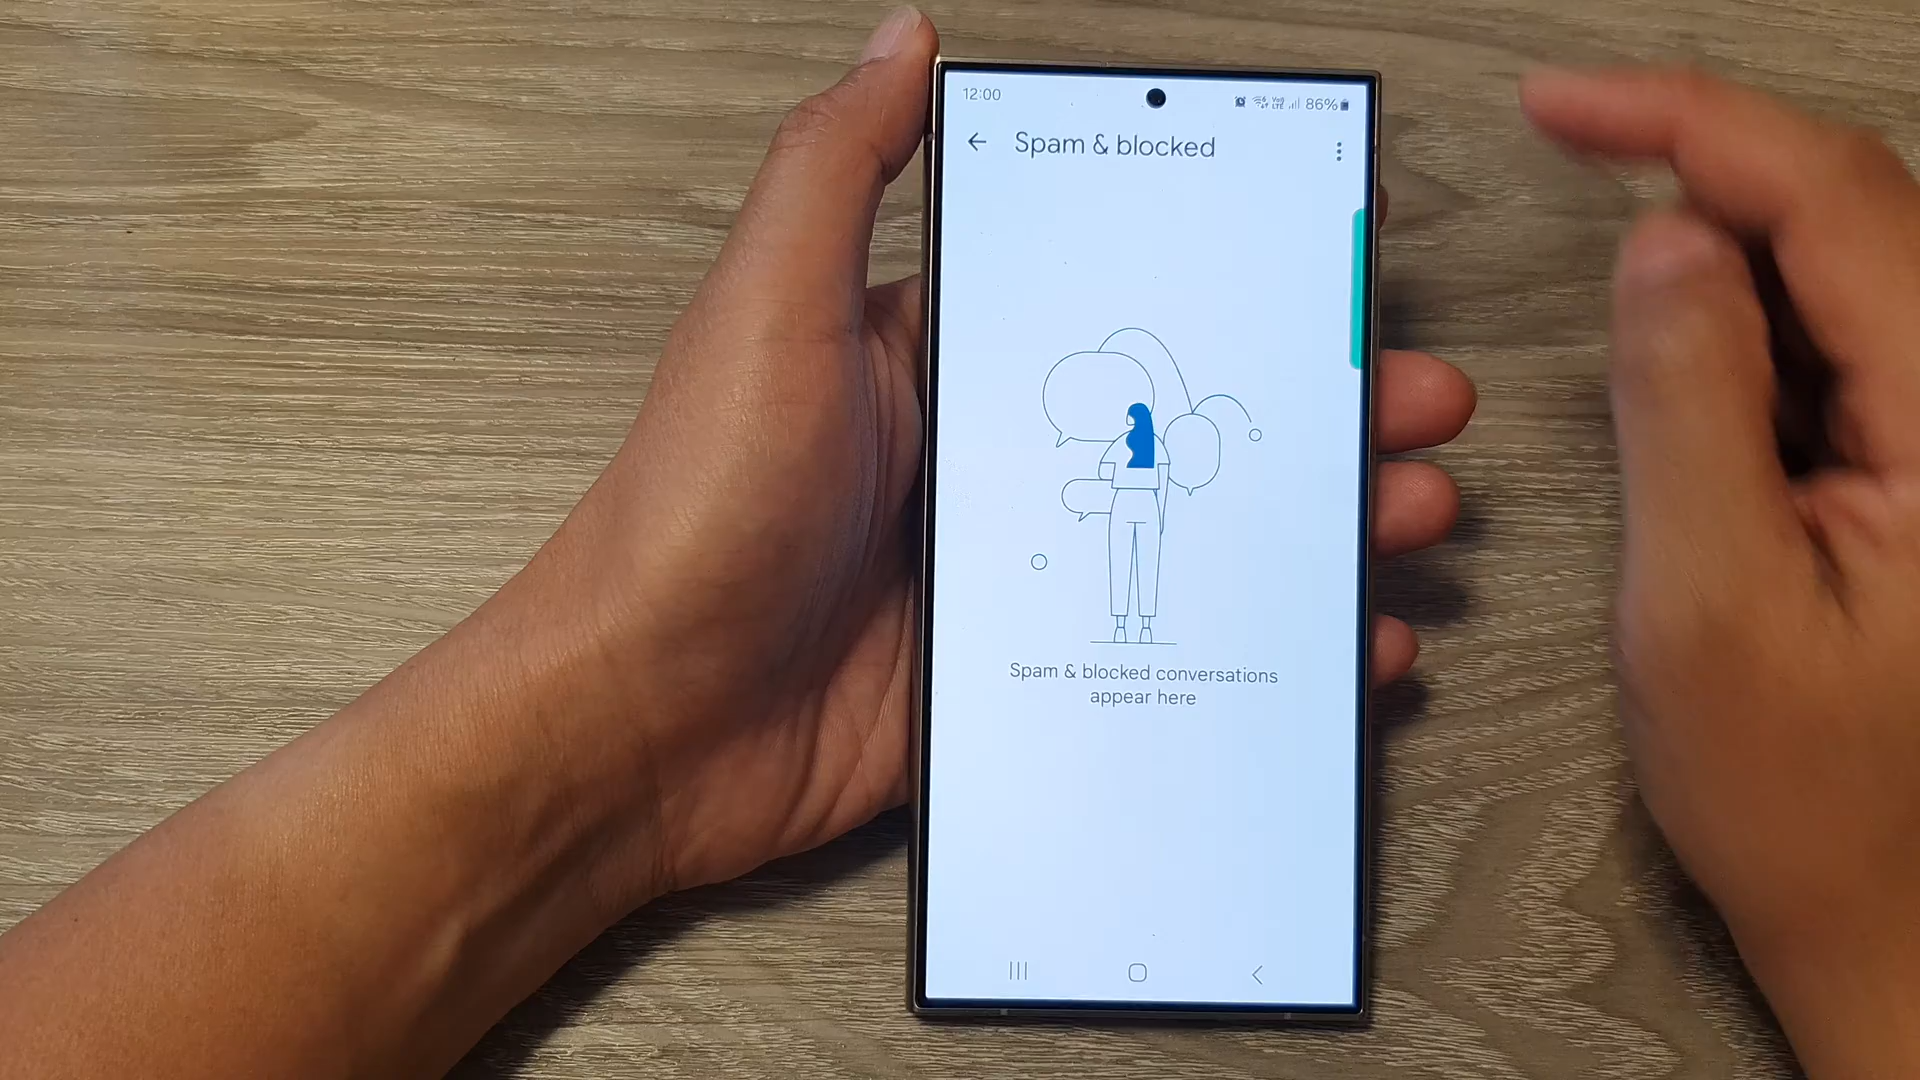 12:00
86%
Spam & blocked
Spam & blocked conversations
appear here